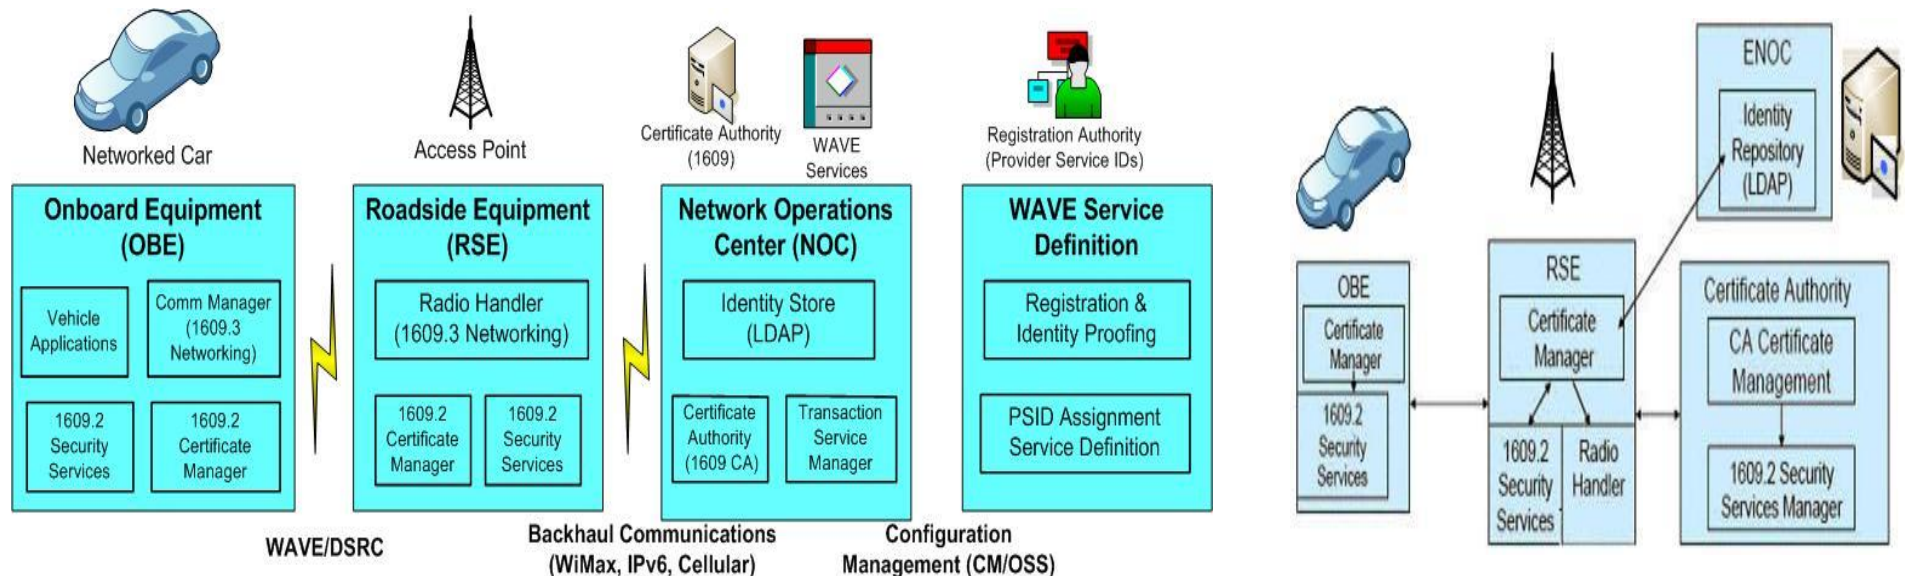 Networked Car
Access Point
Certificate Authority
(1609)
WAVE
Services
Registration Authority
(Provider Service IDs)
Onboard Equipment
(OBE)
Vehicle
Applications
Comm Manager
(1609.3
Networking)
1609.2
Security
Services
1609.2
Certificate
Manager
Roadside Equipment
(RSE)
Radio Handler
(1609.3 Networking)
1609.2
Certificate
Manager
1609.2
Security
Services
Network Operations
Center (NOC)
Identity Store
(LDAP)
Certificate
Authority
(1609 CA)
Transaction
Service
Manager
WAVE Service
Definition
Registration &
Identity Proofing
PSID Assignment
Service Definition
WAVE/DSRC
Backhaul Communications
(WiMax, IPv6, Cellular)
Configuration
Management (CM/OSS)
ENOC
Identity
Repository
(LDAP)
OBE
Certificate
Manager
1609.2
Security
Services
RSE
Certificate
Manager
1609.2
Security
Services
Radio
Handler
Certificate Authority
CA Certificate
Management
1609.2 Security
Services Manager